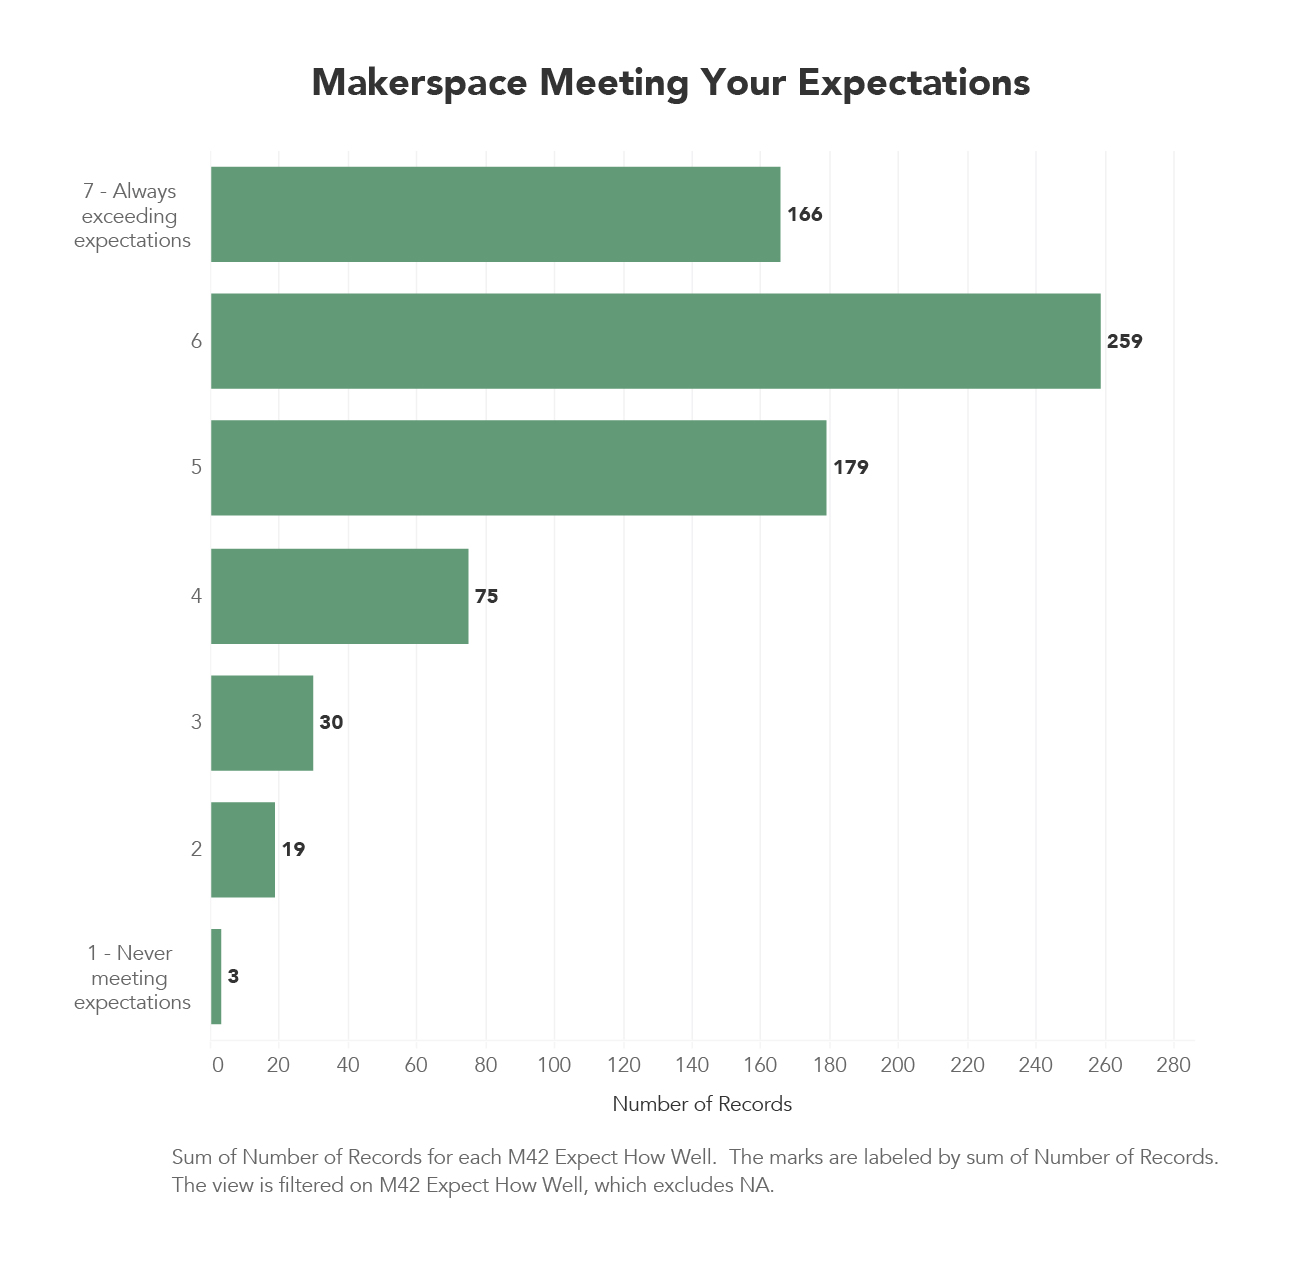 Makerspace Meeting Your Expectations
7 - Always
exceeding
expectations
166
6
259
5
179
4
75
3
30
2
19
1 - Never
meeting
expectations
3
0 20 40 60 80 100 120 140 160 180 200 220 240 260 280
Number of Records
Sum of Number of Records for each M42 Expect How Well.  The marks are labeled by sum of Number of Records.
The view is filtered on M42 Expect How Well, which excludes NA.